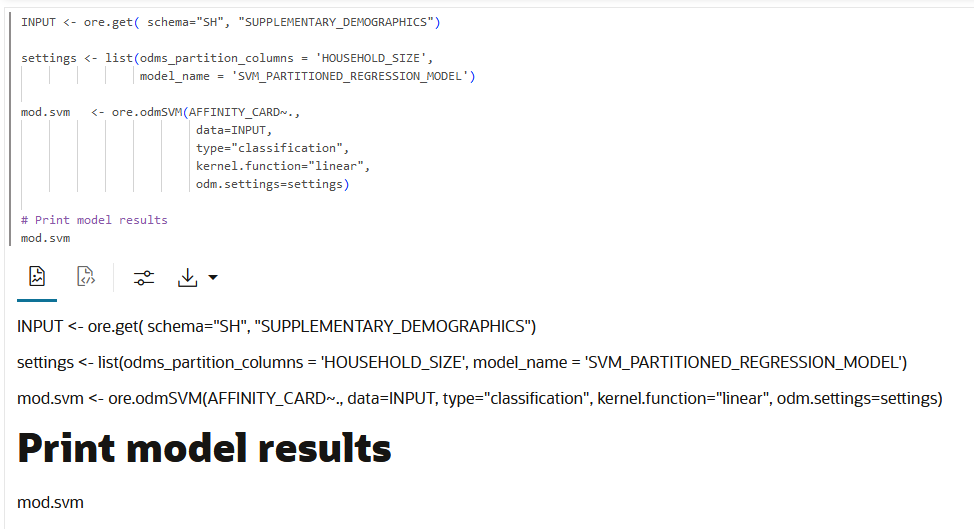 INPUT <- ore.get( schema="SH", "SUPPLEMENTARY_DEMOGRAPHICS")
settings <- list(odms_partition_columns = 'HOUSEHOLD_SIZE',
model_name = 'SVM_PARTITIONED_REGRESSION_MODEL')
mod.svm   <- ore.odmSVM(AFFINITY_CARD~.,
data=INPUT,
type="classification",
kernel.function="linear",
odm.settings=settings)
# Print model results
mod.svm
INPUT <- ore.get( schema="SH", "SUPPLEMENTARY_DEMOGRAPHICS")
settings <- list(odms_partition_columns = 'HOUSEHOLD_SIZE', model_name = 'SVM_PARTITIONED_REGRESSION_MODEL')
mod.svm <- ore.odmSVM(AFFINITY_CARD~., data=INPUT, type="classification", kernel.function="linear", odm.settings=settings)
Print model results
mod.svm